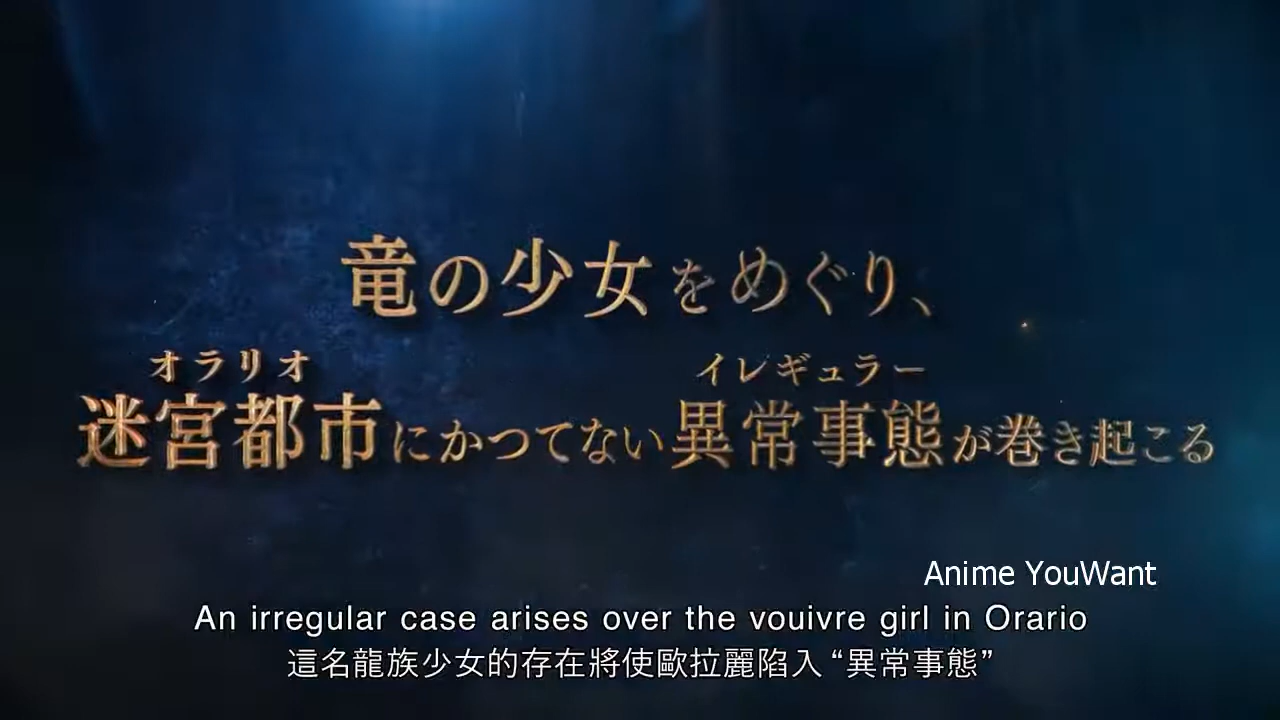 竜の少女をめぐり、
オラリオ イレギュラー
迷宮都市にかつてない異常事態が巻き起こる
Anime YouWant
An irregular case arises over the vouivre girl in Orario
這名龍族少女的存在將使歐拉麗陷入“異常事態”